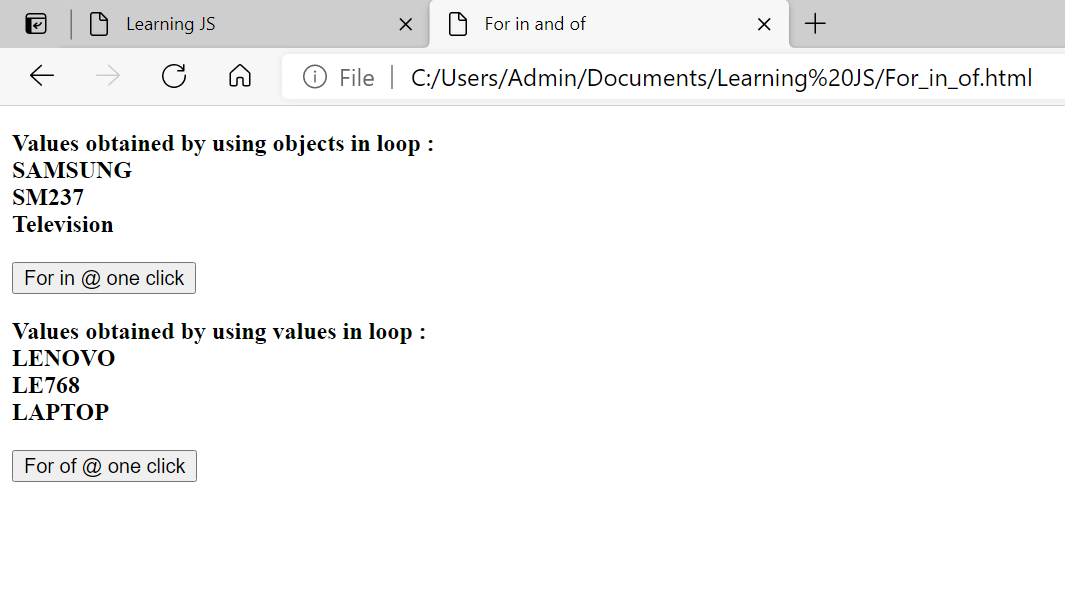 Learning JS
For in and of
File
C:/Users/Admin/Documents/Learning%20JS/For_in_of.html
Values obtained by using objects in loop :
SAMSUNG
SM237
Television
For in @ one click
Values obtained by using values in loop :
LENOVO
LE768
LAPTOP
For of @ one click